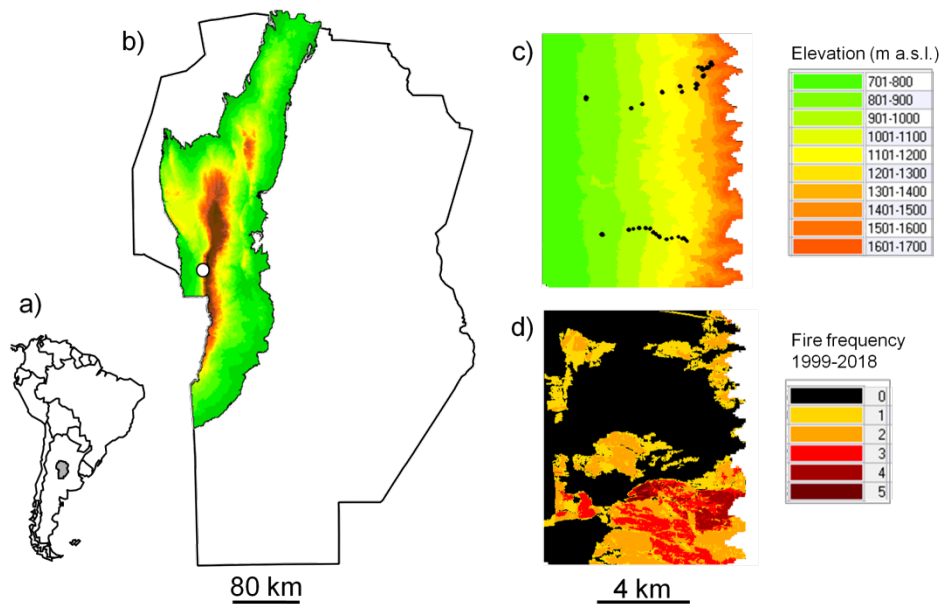 a)
b)
80 km
c)
Elevation (m a.s.l.)
701-800
801-900
901-1000
1001-1100
1101-1200
1201-1300
1301-1400
1401-1500
1501-1600
1601-1700
d)
Fire frequency
1999-2018
0
1
2
3
4
5
4 km